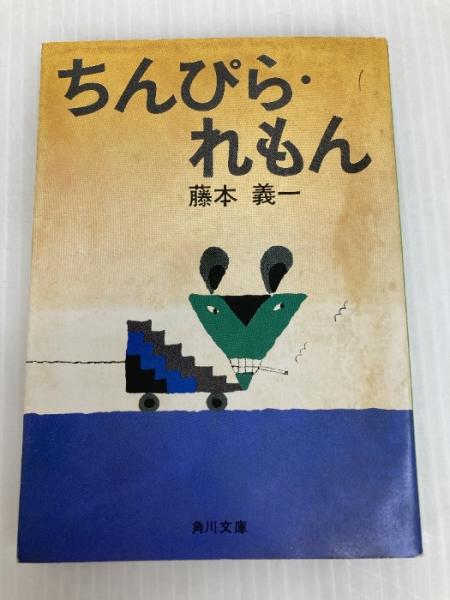 ちんぴら・
れもん
藤本 義一
角川文庫